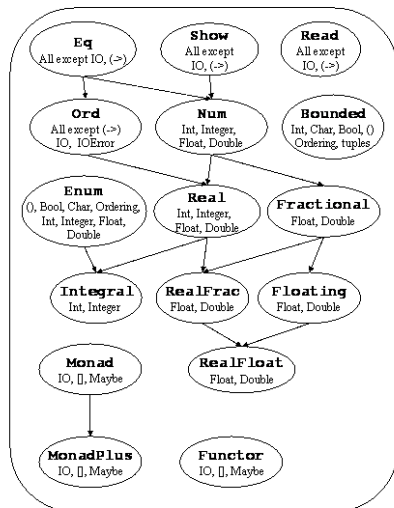 Eq
All except IO, (->)
Show
All except
IO, (->)
Read
All except
IO, (->)
Ord
All except (->)
IO, IOError
Num
Int, Integer,
Float, Double
Bounded
Int, Char, Bool, ()
Ordering, tuples
Enum
(), Bool, Char, Ordering,
Int, Integer, Float,
Double
Real
Int, Integer,
Float, Double
Fractional
Float, Double
Integral
Int, Integer
RealFrac
Float, Double
Floating
Float, Double
Monad
IO, [], Maybe
RealFloat
Float, Double
MonadPlus
IO, [], Maybe
Functor
IO, [], Maybe